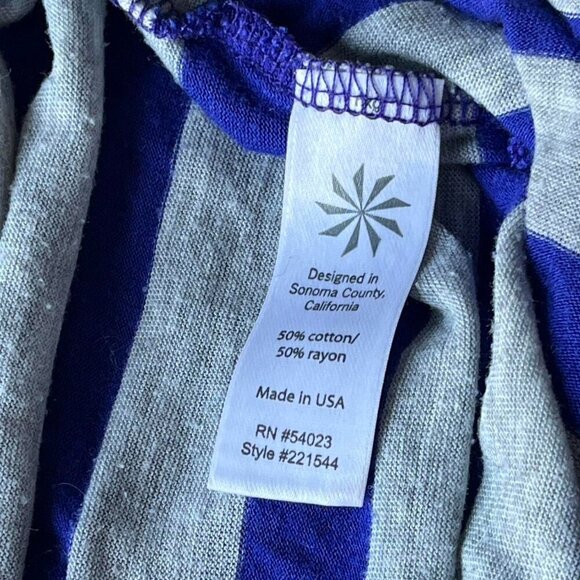 Designed in
Sonoma County,
California
50% cotton/
50% rayon
Made in USA
RN #54023
Style #221544